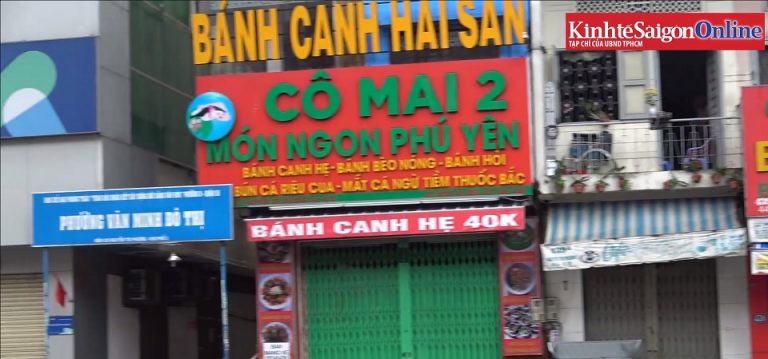 BÁNH CANH HẢI SẢN
KinhteSaigonOnline
TẠP CHÍ CỦA UBND TPHCM
CÔ MAI 2
MÓN NGON PHÚ YÊN
BÁNH CANH HẸ - BÁNH BÈO NÓNG - BÁNH HỎI
BÚN CÁ RIÊU CUA - MẮT CÁ NGỪ TIỀM THUỐC BẮC
PHƯỜNG VĂN MINH ĐÔ THỊ
BÁNH CANH HẸ 40K